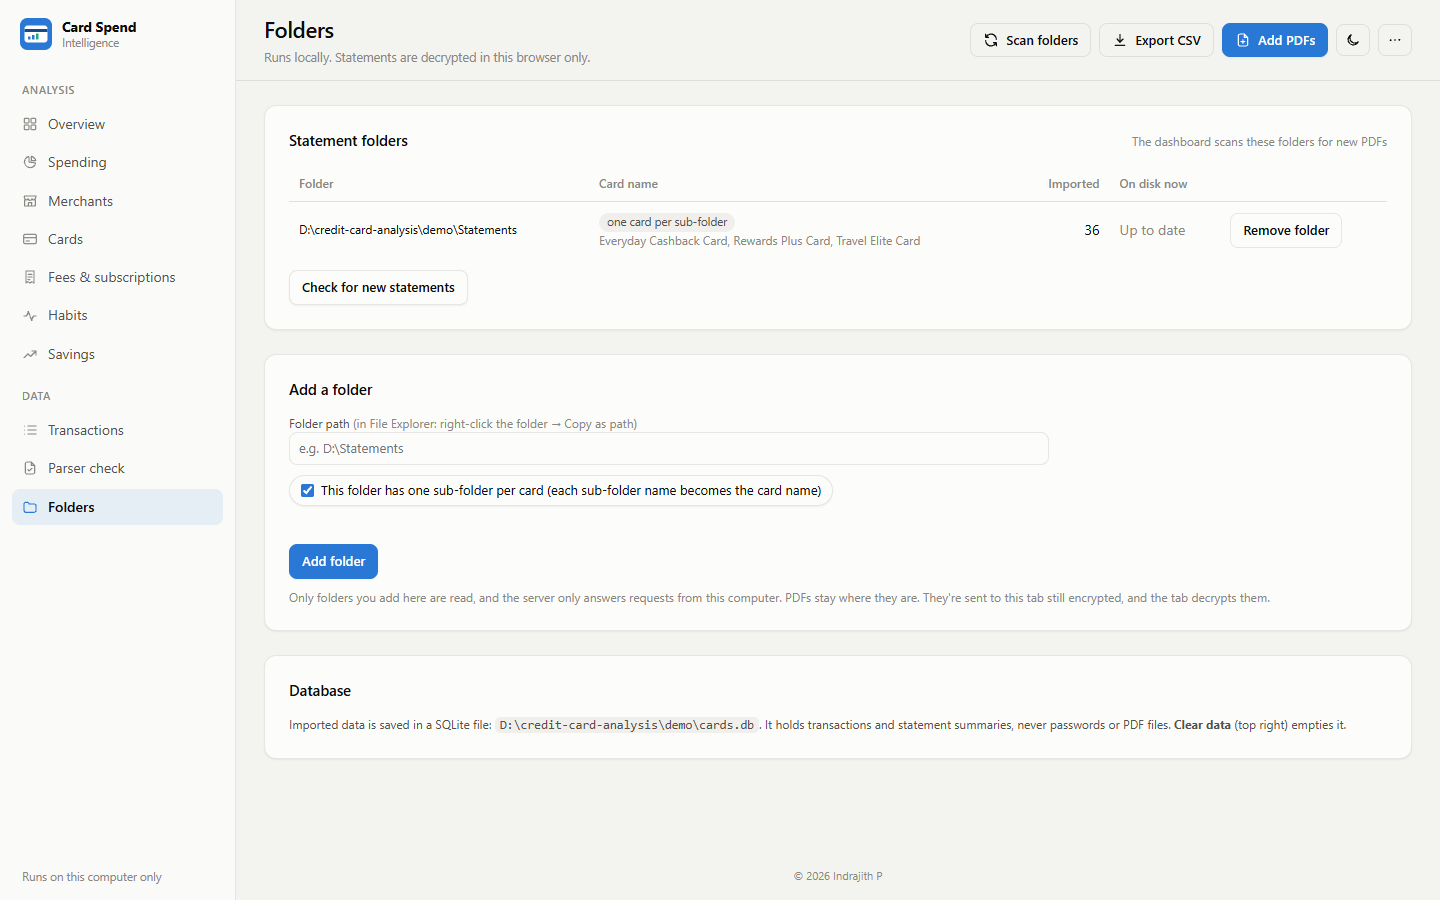 Card Spend
Intelligence
ANALYSIS
Overview
Spending
Merchants
Cards
Fees & subscriptions
Habits
Savings
DATA
Transactions
Parser check
Folders
Runs on this computer only
Folders
Runs locally. Statements are decrypted in this browser only.
Scan folders
Export CSV
Add PDFs
Statement folders
The dashboard scans these folders for new PDFs
Folder Card name Imported On disk now
D:\credit-card-analysis\demo\Statements
one card per sub-folder
Everyday Cashback Card, Rewards Plus Card, Travel Elite Card
36
Up to date
Remove folder
Check for new statements
Add a folder
Folder path (in File Explorer: right-click the folder → Copy as path)
e.g. D:\Statements
This folder has one sub-folder per card (each sub-folder name becomes the card name)
Add folder
Only folders you add here are read, and the server only answers requests from this computer. PDFs stay where they are. They're sent to this tab still encrypted, and the tab decrypts them.
Database
Imported data is saved in a SQLite file: D:\credit-card-analysis\demo\cards.db. It holds transactions and statement summaries, never passwords or PDF files. Clear data (top right) empties it.
© 2026 Indrajith P